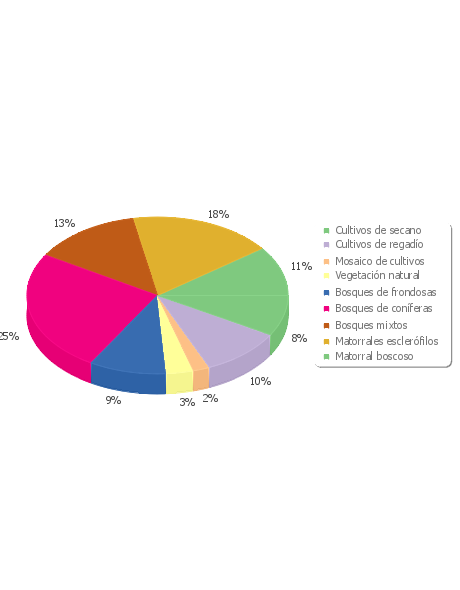 18%
13%
11%
8%
25%
10%
9%
3%
2%
Cultivos de secano
Cultivos de regadío
Mosaico de cultivos
Vegetación natural
Bosques de frondosas
Bosques de coníferas
Bosques mixtos
Matorrales esclerófilos
Matorral boscoso